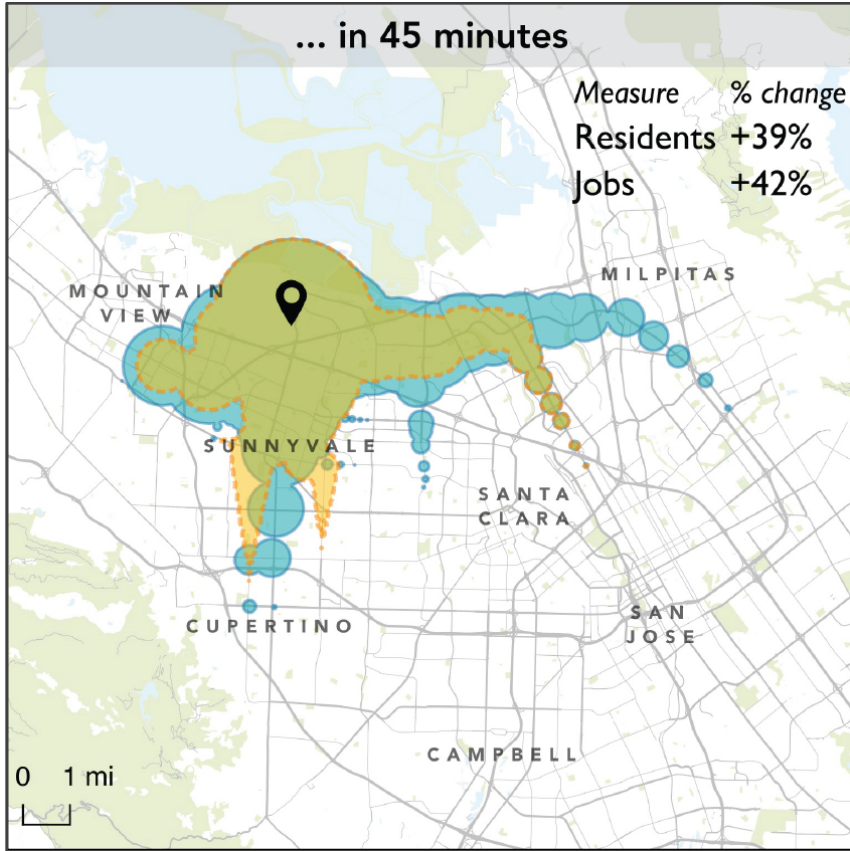 ... in 45 minutes
Measure % change
Residents +39%
Jobs +42%
MILPITAS
MOUNTAIN
VIEW
SUNNYVALE
SANTA
CLARA
SAN
JOSE
CUPERTINO
CAMPBELL
0 1 mi